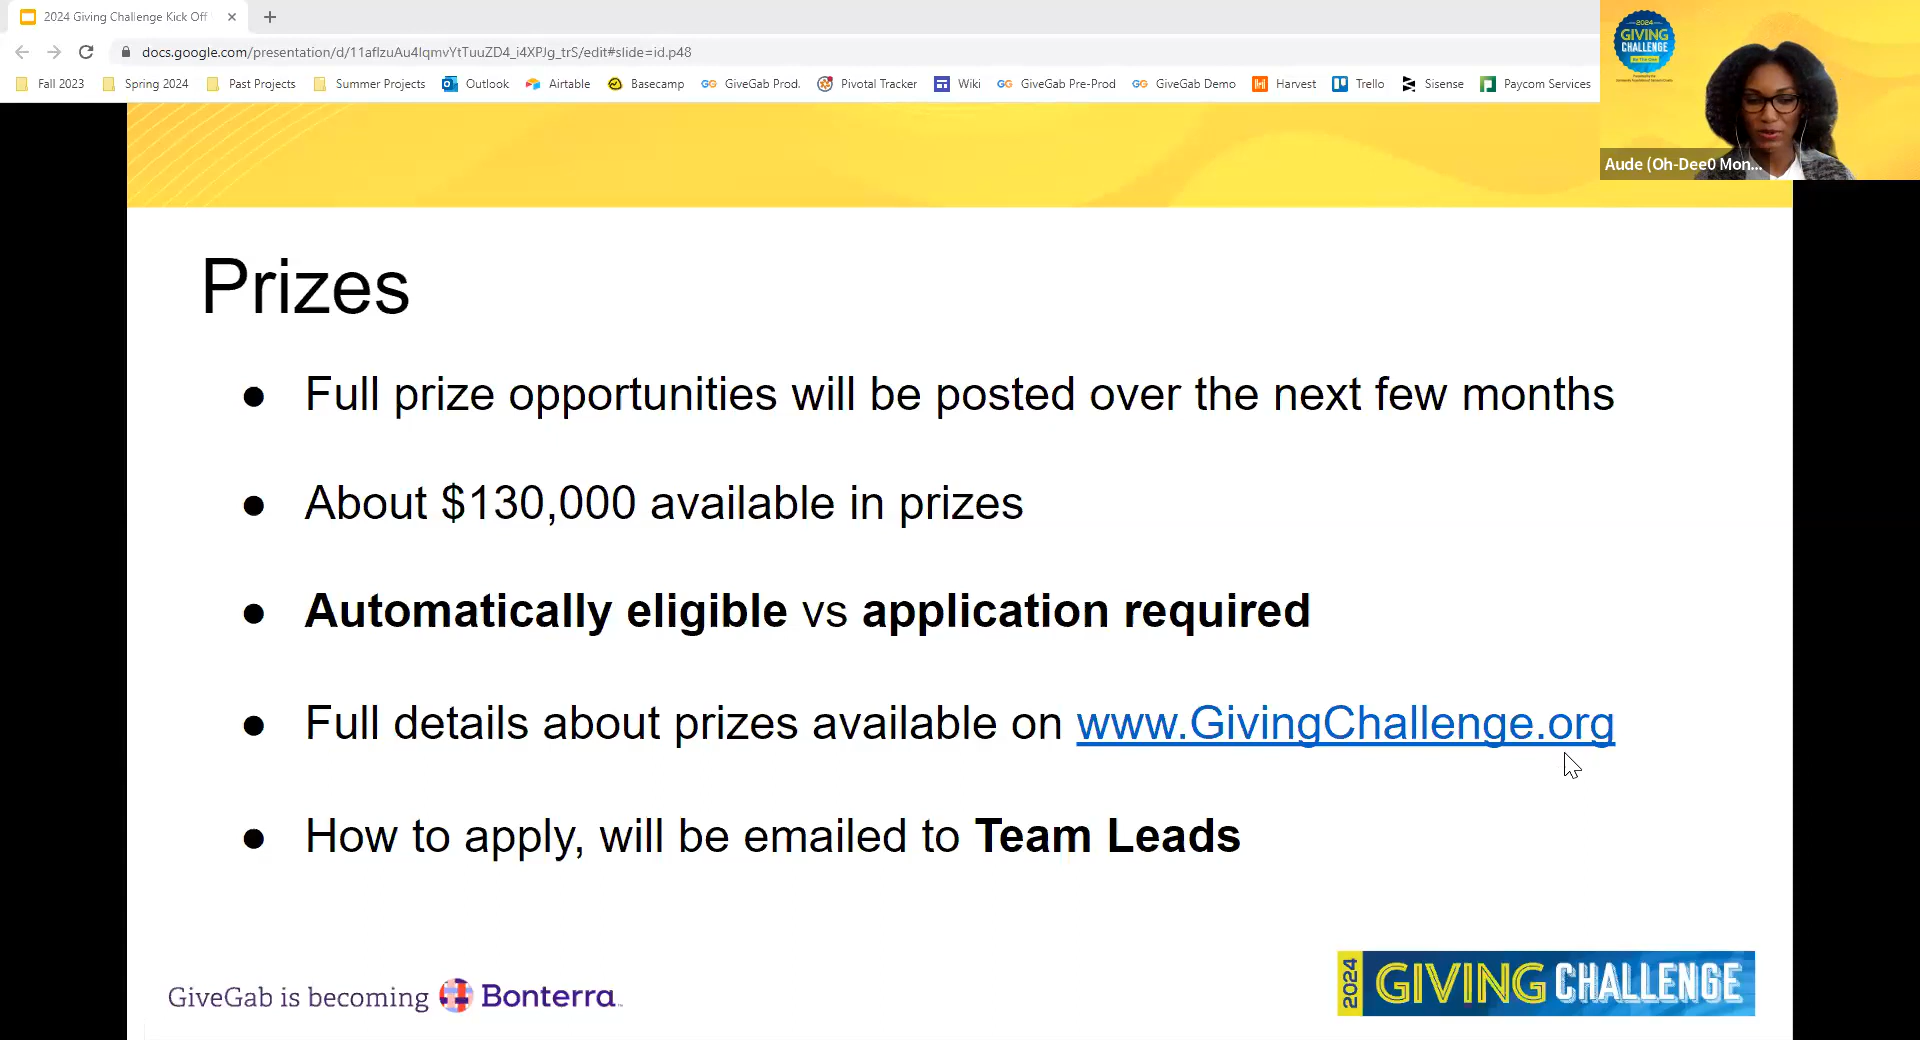 2024 Giving Challenge Kick Off
docs.google.com/presentation/d/11aflzuAu4lqmvYtTuuZD4_i4XPJg_trS/edit#slide=id.p48
Fall 2023 Spring 2024 Past Projects Summer Projects Outlook Airtable Basecamp GiveGab Prod. Pivotal Tracker Wiki GiveGab Pre-Prod GiveGab Demo Harvest Trello Sisense Paycom Services
2024
GIVING
CHALLENGE
Be The One
Aude (Oh-Dee0 Mon...
Prizes
● Full prize opportunities will be posted over the next few months
● About $130,000 available in prizes
● Automatically eligible vs application required
● Full details about prizes available on www.GivingChallenge.org
● How to apply, will be emailed to Team Leads
GiveGab is becoming Bonterra
2024 GIVING CHALLENGE